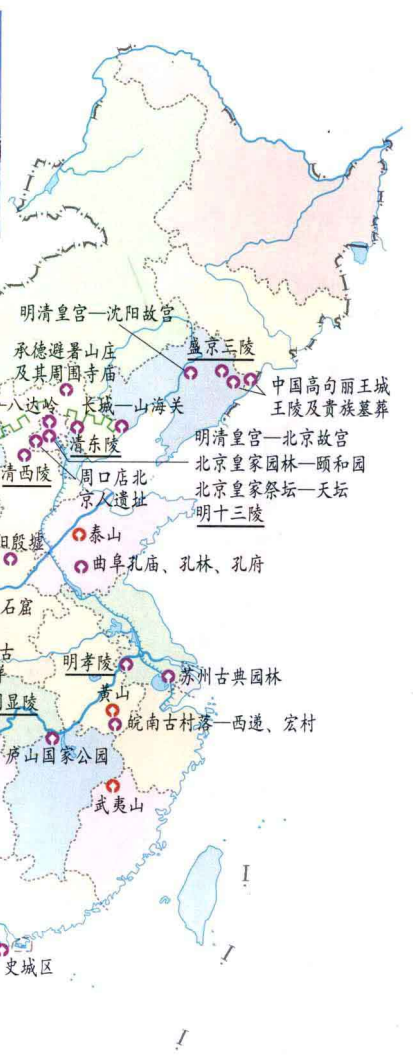 明清皇宫—沈阳故宫
盛京三陵
承德避暑山庄
及其周围寺庙
中国高句丽王城
王陵及贵族墓葬
八达岭
长城—山海关
清东陵
明清皇宫—北京故宫
北京皇家园林—颐和园
北京皇家祭坛—天坛
明十三陵
清西陵
周口店北
京人遗址
殷墟
泰山
曲阜孔庙、孔林、孔府
石窟
古
明孝陵
苏州古典园林
黄山
显陵
皖南古村落—西递、宏村
庐山国家公园
武夷山
史城区